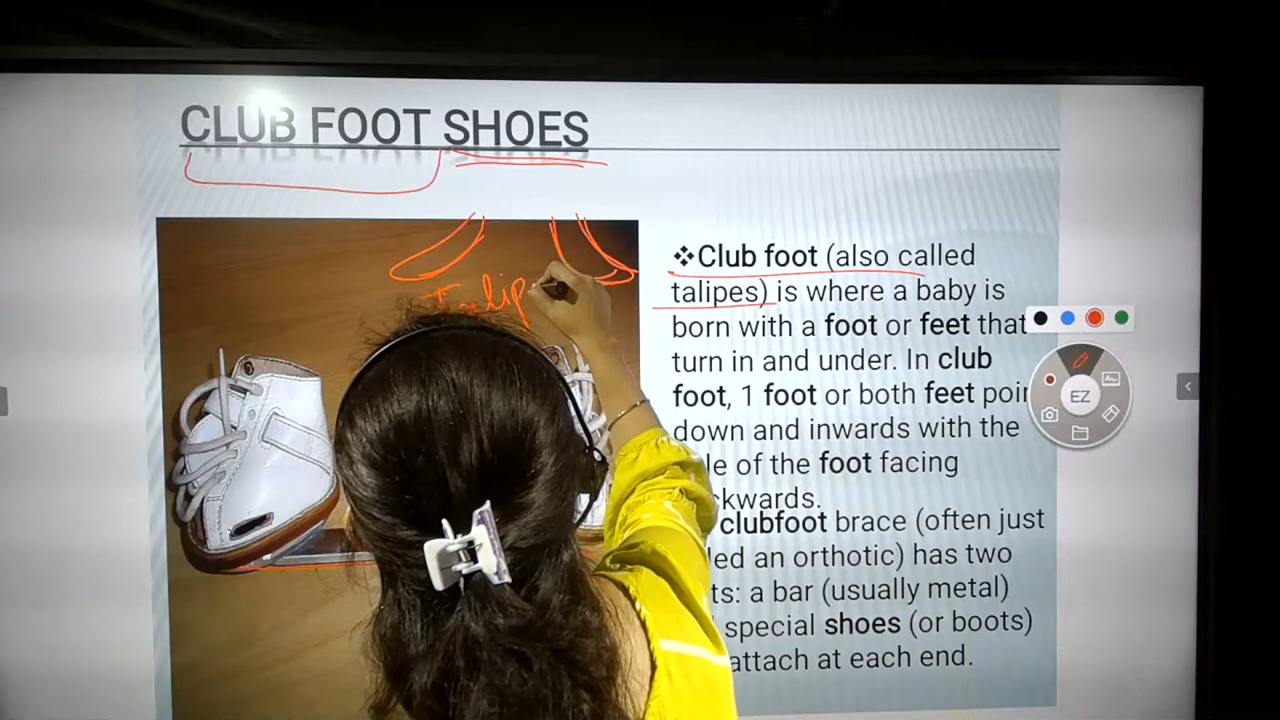 CLUB FOOT SHOES
Talip
❖Club foot (also called
talipes) is where a baby is
born with a foot or feet that
turn in and under. In club
foot, 1 foot or both feet poin
down and inwards with the
le of the foot facing
ckwards.
clubfoot brace (often just
led an orthotic) has two
ts: a bar (usually metal)
special shoes (or boots)
attach at each end.
EZ